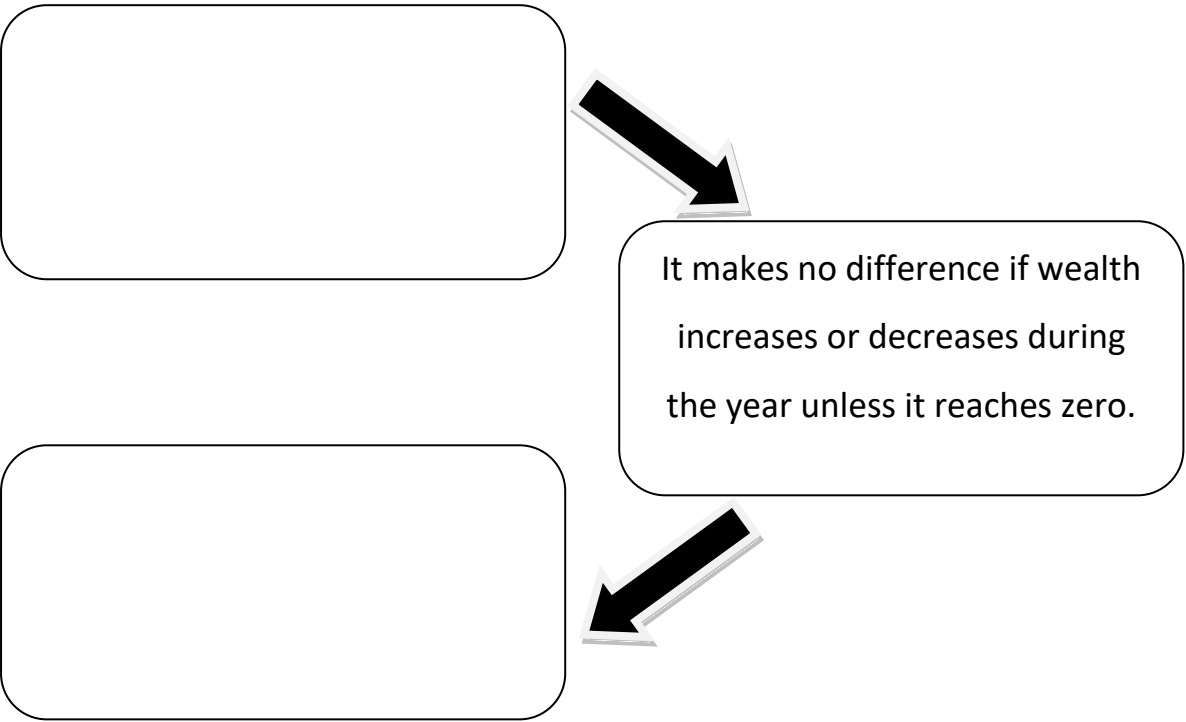 It makes no difference if wealth
increases or decreases during
the year unless it reaches zero.